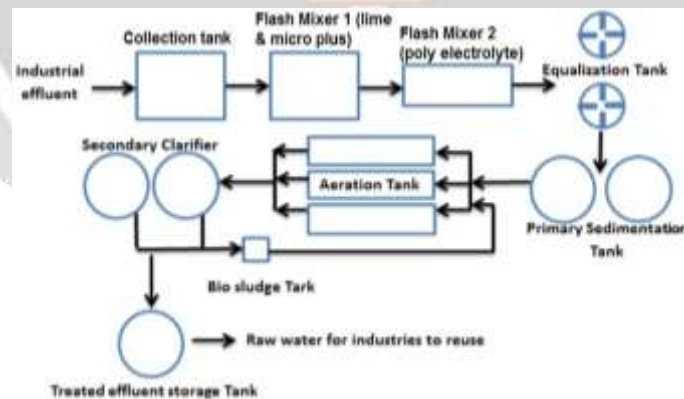 Flash Mixer 1 (lime
& micro plus)
Collection tank
Flash Mixer 2
(poly electrolyte)
Industrial
effluent
Equalization Tank
Secondary Clarifier
Aeration Tank
Primary Sedimentation
Tank
Bio sludge Tark
Treated effluent storage Tank
Raw water for industries to reuse